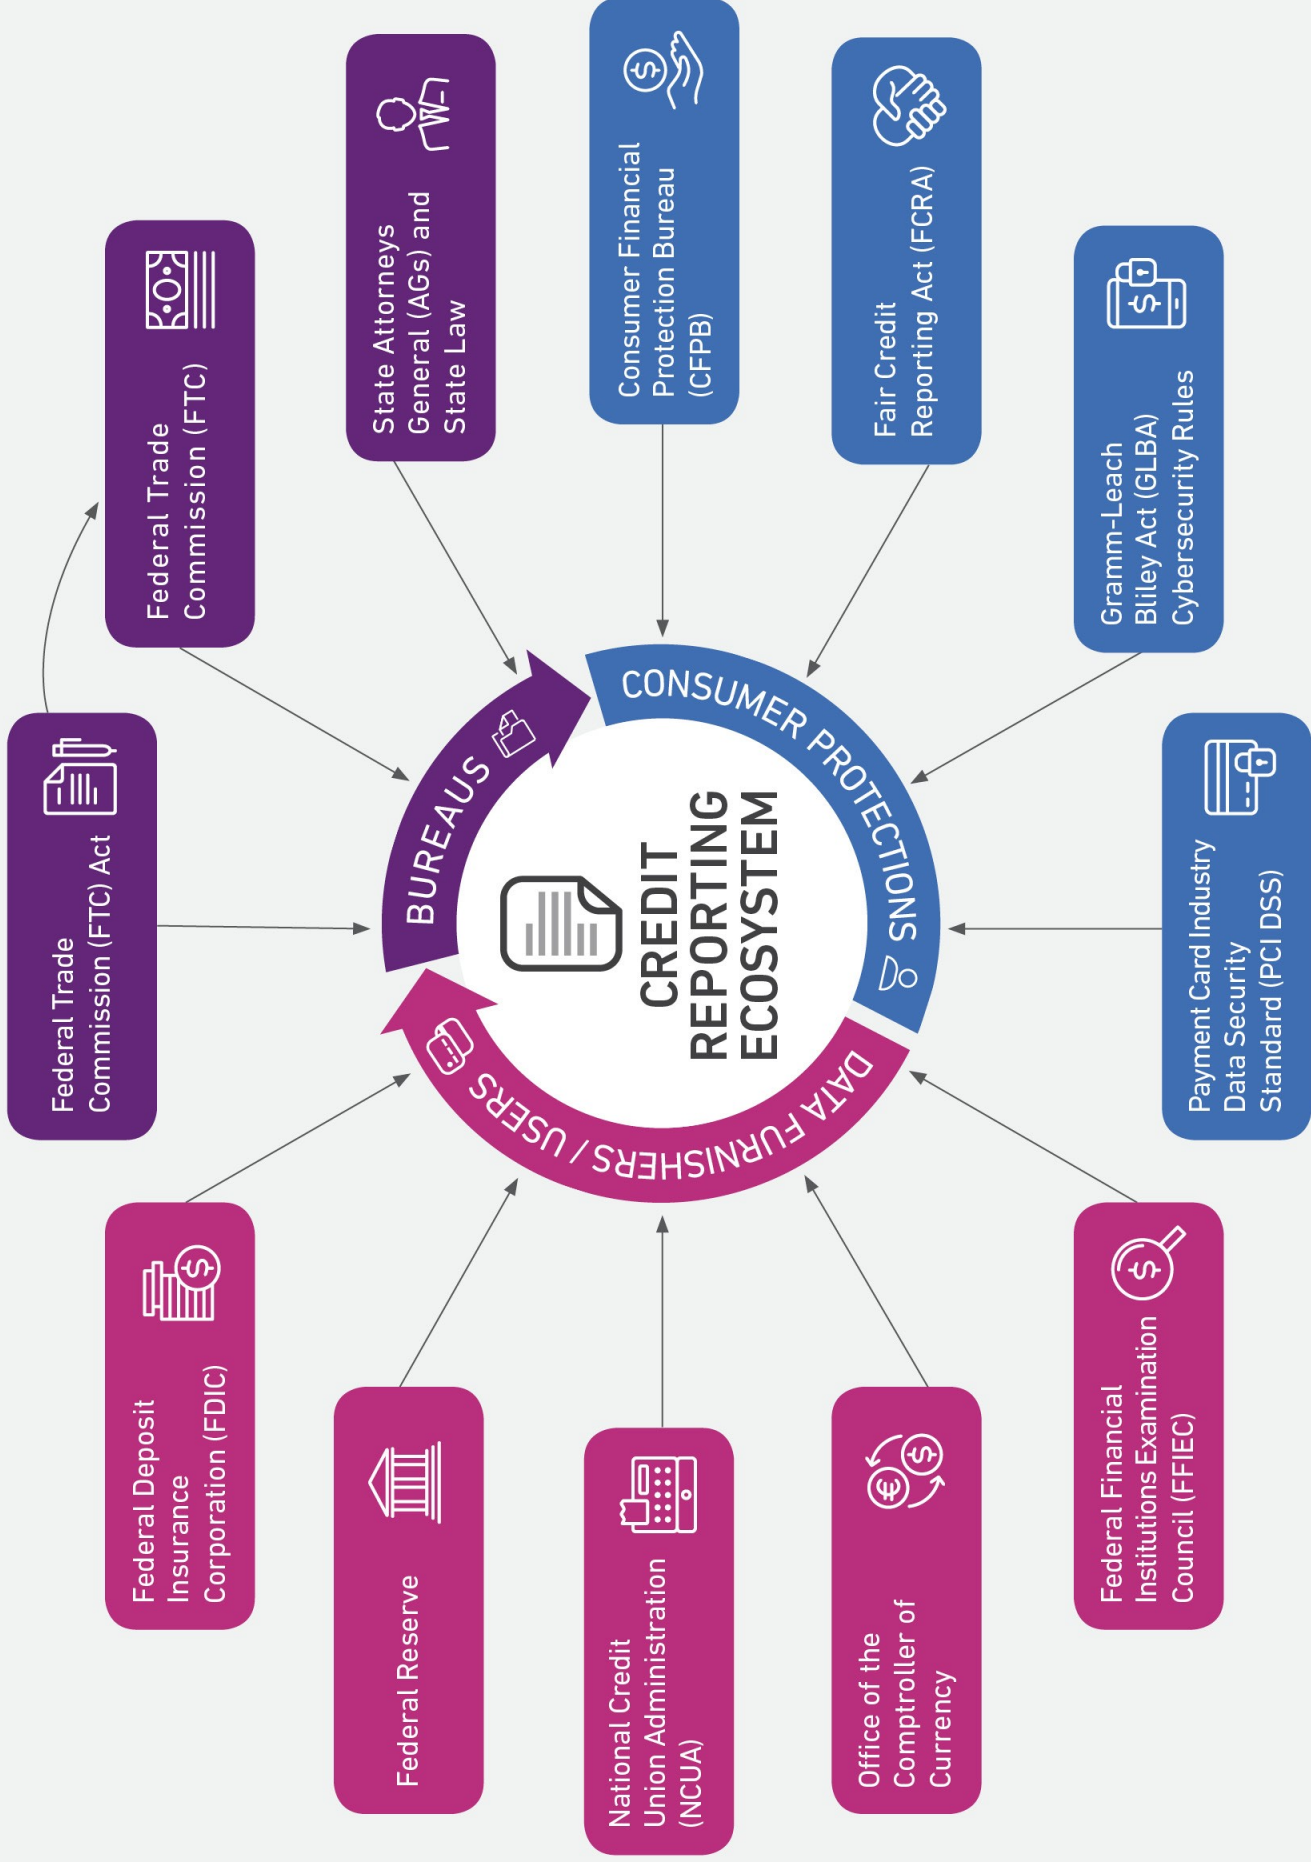 CREDIT
REPORTING
ECOSYSTEM
BUREAUS
CONSUMER PROTECTIONS
DATA FURNISHERS / USERS
Federal Trade
Commission (FTC) Act
Federal Trade
Commission (FTC)
State Attorneys
General (AGs) and
State Law
Consumer Financial
Protection Bureau
(CFPB)
Fair Credit
Reporting Act (FCRA)
Gramm-Leach
Bliley Act (GLBA)
Cybersecurity Rules
Payment Card Industry
Data Security
Standard (PCI DSS)
Federal Financial
Institutions Examination
Council (FFIEC)
Office of the
Comptroller of
Currency
National Credit
Union Administration
(NCUA)
Federal Reserve
Federal Deposit
Insurance
Corporation (FDIC)